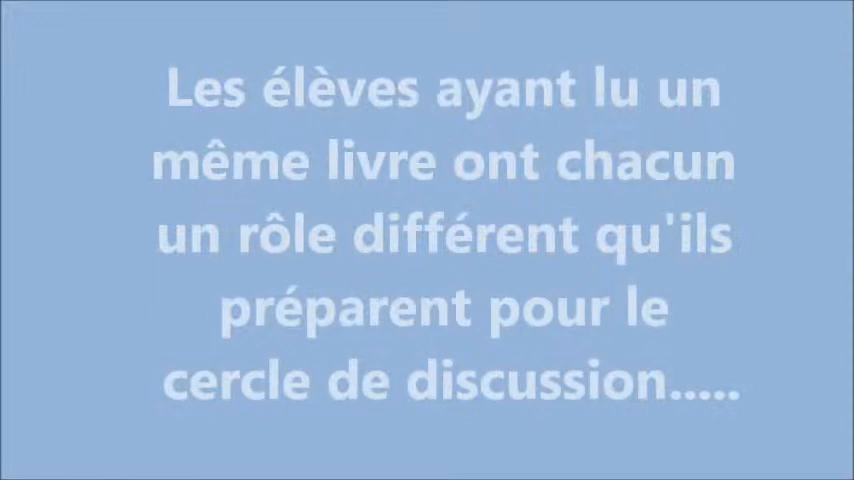 Les élèves ayant lu un
même livre ont chacun
un rôle différent qu'ils
préparent pour le
cercle de discussion.....